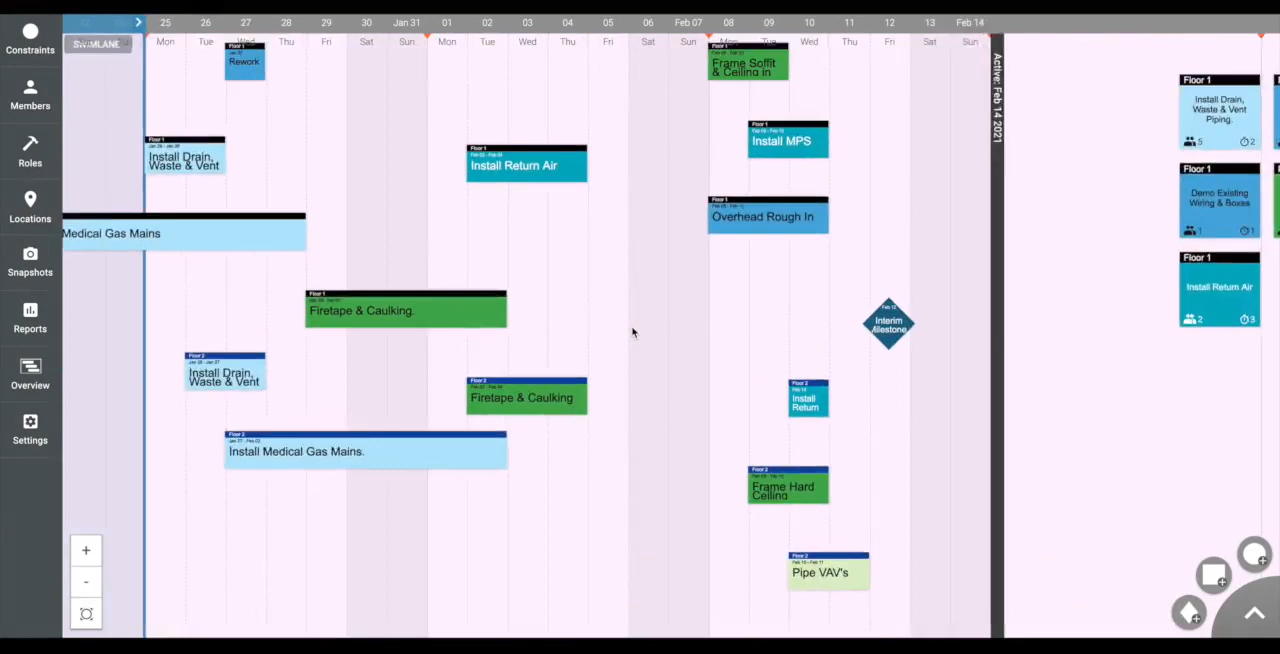 25 26 27 28 29 Jan 31 01 02 03 04 05 06 Feb 07 08 09 10 11 12 13 Feb 14
Mon Tue Wed Thu Fri Sat Sun Mon Tue Wed Thu Fri Sat Sun Mon Tue Wed Thu Fri Sat Sun
SWIMLANE
Constraints
Members
Roles
Locations
Snapshots
Reports
Overview
Settings
Floor 1
Rework
Floor 1
Frame Soffit
& Ceiling in
Floor 1
Install MPS
Floor 1
Install Drain,
Waste & Vent
Floor 1
Install Return Air
Floor 1
Overhead Rough In
Medical Gas Mains
Floor 1
Firetape & Caulking.
Feb 12
Interim
Milestone
Floor 2
Install Drain,
Waste & Vent
Floor 2
Firetape & Caulking
Floor 2
Install
Return
Floor 2
Install Medical Gas Mains.
Floor 2
Frame Hard
Ceiling
Floor 2
Pipe VAV's
Active: Feb 14 2021
Floor 1
Install Drain,
Waste & Vent
Piping.
5 2
Floor 1
Demo Existing
Wiring & Boxes
1 1
Floor 1
Install Return Air
2 3
+
-